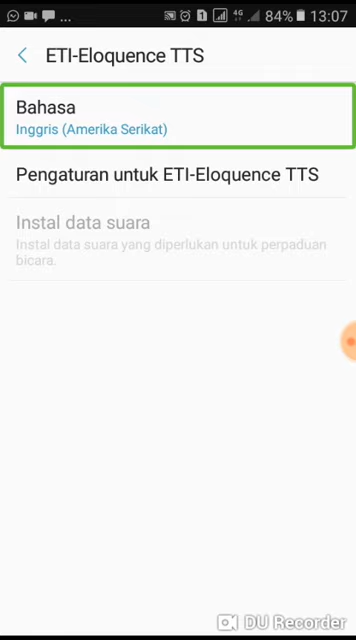 ... 4G 84% 13:07
ETI-Eloquence TTS
Bahasa
Inggris (Amerika Serikat)
Pengaturan untuk ETI-Eloquence TTS
Instal data suara
Instal data suara yang diperlukan untuk perpaduan
bicara.
DU Recorder